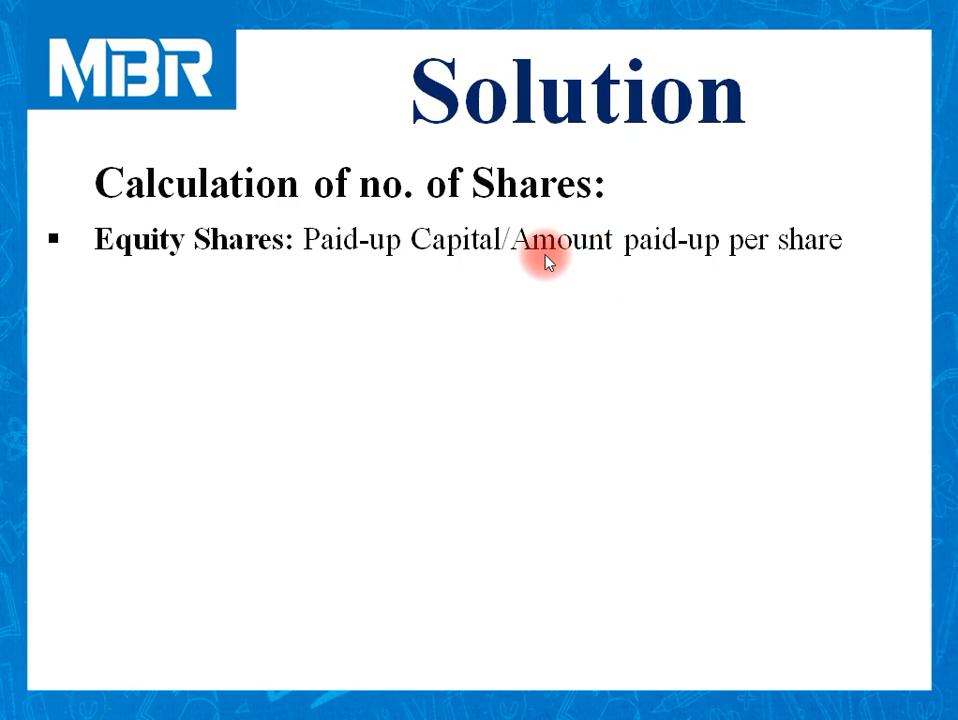 MBR
Solution
Calculation of no. of Shares:
▪ Equity Shares: Paid-up Capital/Amount paid-up per share